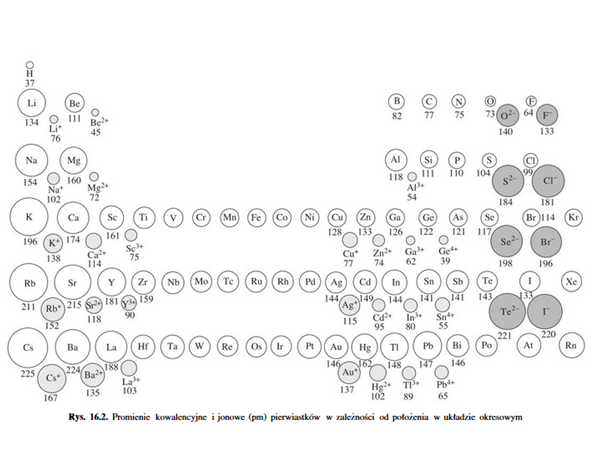 H
37
Li Be B C N O F
134 111 82 77 75 73 64
Li⁺ Be²⁺ O²⁻ F⁻
76 45 140 133
Na Mg Al Si P S Cl
154 160 118 111 110 104 99
Na⁺ Mg²⁺ Al³⁺ S²⁻ Cl⁻
102 72 54 184 181
K Ca Sc Ti V Cr Mn Fe Co Ni Cu Zn Ga Ge As Se Br 114 Kr
196 174 161 128 133 126 122 121 117
K⁺ Ca²⁺ Sc³⁺ Cu⁺ Zn²⁺ Ga³⁺ Ge⁴⁺ Se²⁻ Br⁻
138 114 75 77 74 62 39 198 196
Rb Sr Y Zr Nb Mo Tc Ru Rh Pd Ag Cd In Sn Sb Te I Xe
211 215 181 159 144 149 144 141 141 143 133
Rb⁺ Sr²⁺ Y³⁺ Ag⁺ Cd²⁺ In³⁺ Sn⁴⁺ Te²⁻ I⁻
152 118 90 115 95 80 55 221 220
Cs Ba La Hf Ta W Re Os Ir Pt Au Hg Tl Pb Bi Po At Rn
225 224 188 146 162 148 147 146
Cs⁺ Ba²⁺ La³⁺ Au⁺ Hg²⁺ Tl³⁺ Pb⁴⁺
167 135 103 137 102 89 65
Rys. 16.2. Promienie kowalencyjne i jonowe (pm) pierwiastków w zależności od położenia w układzie okresowym